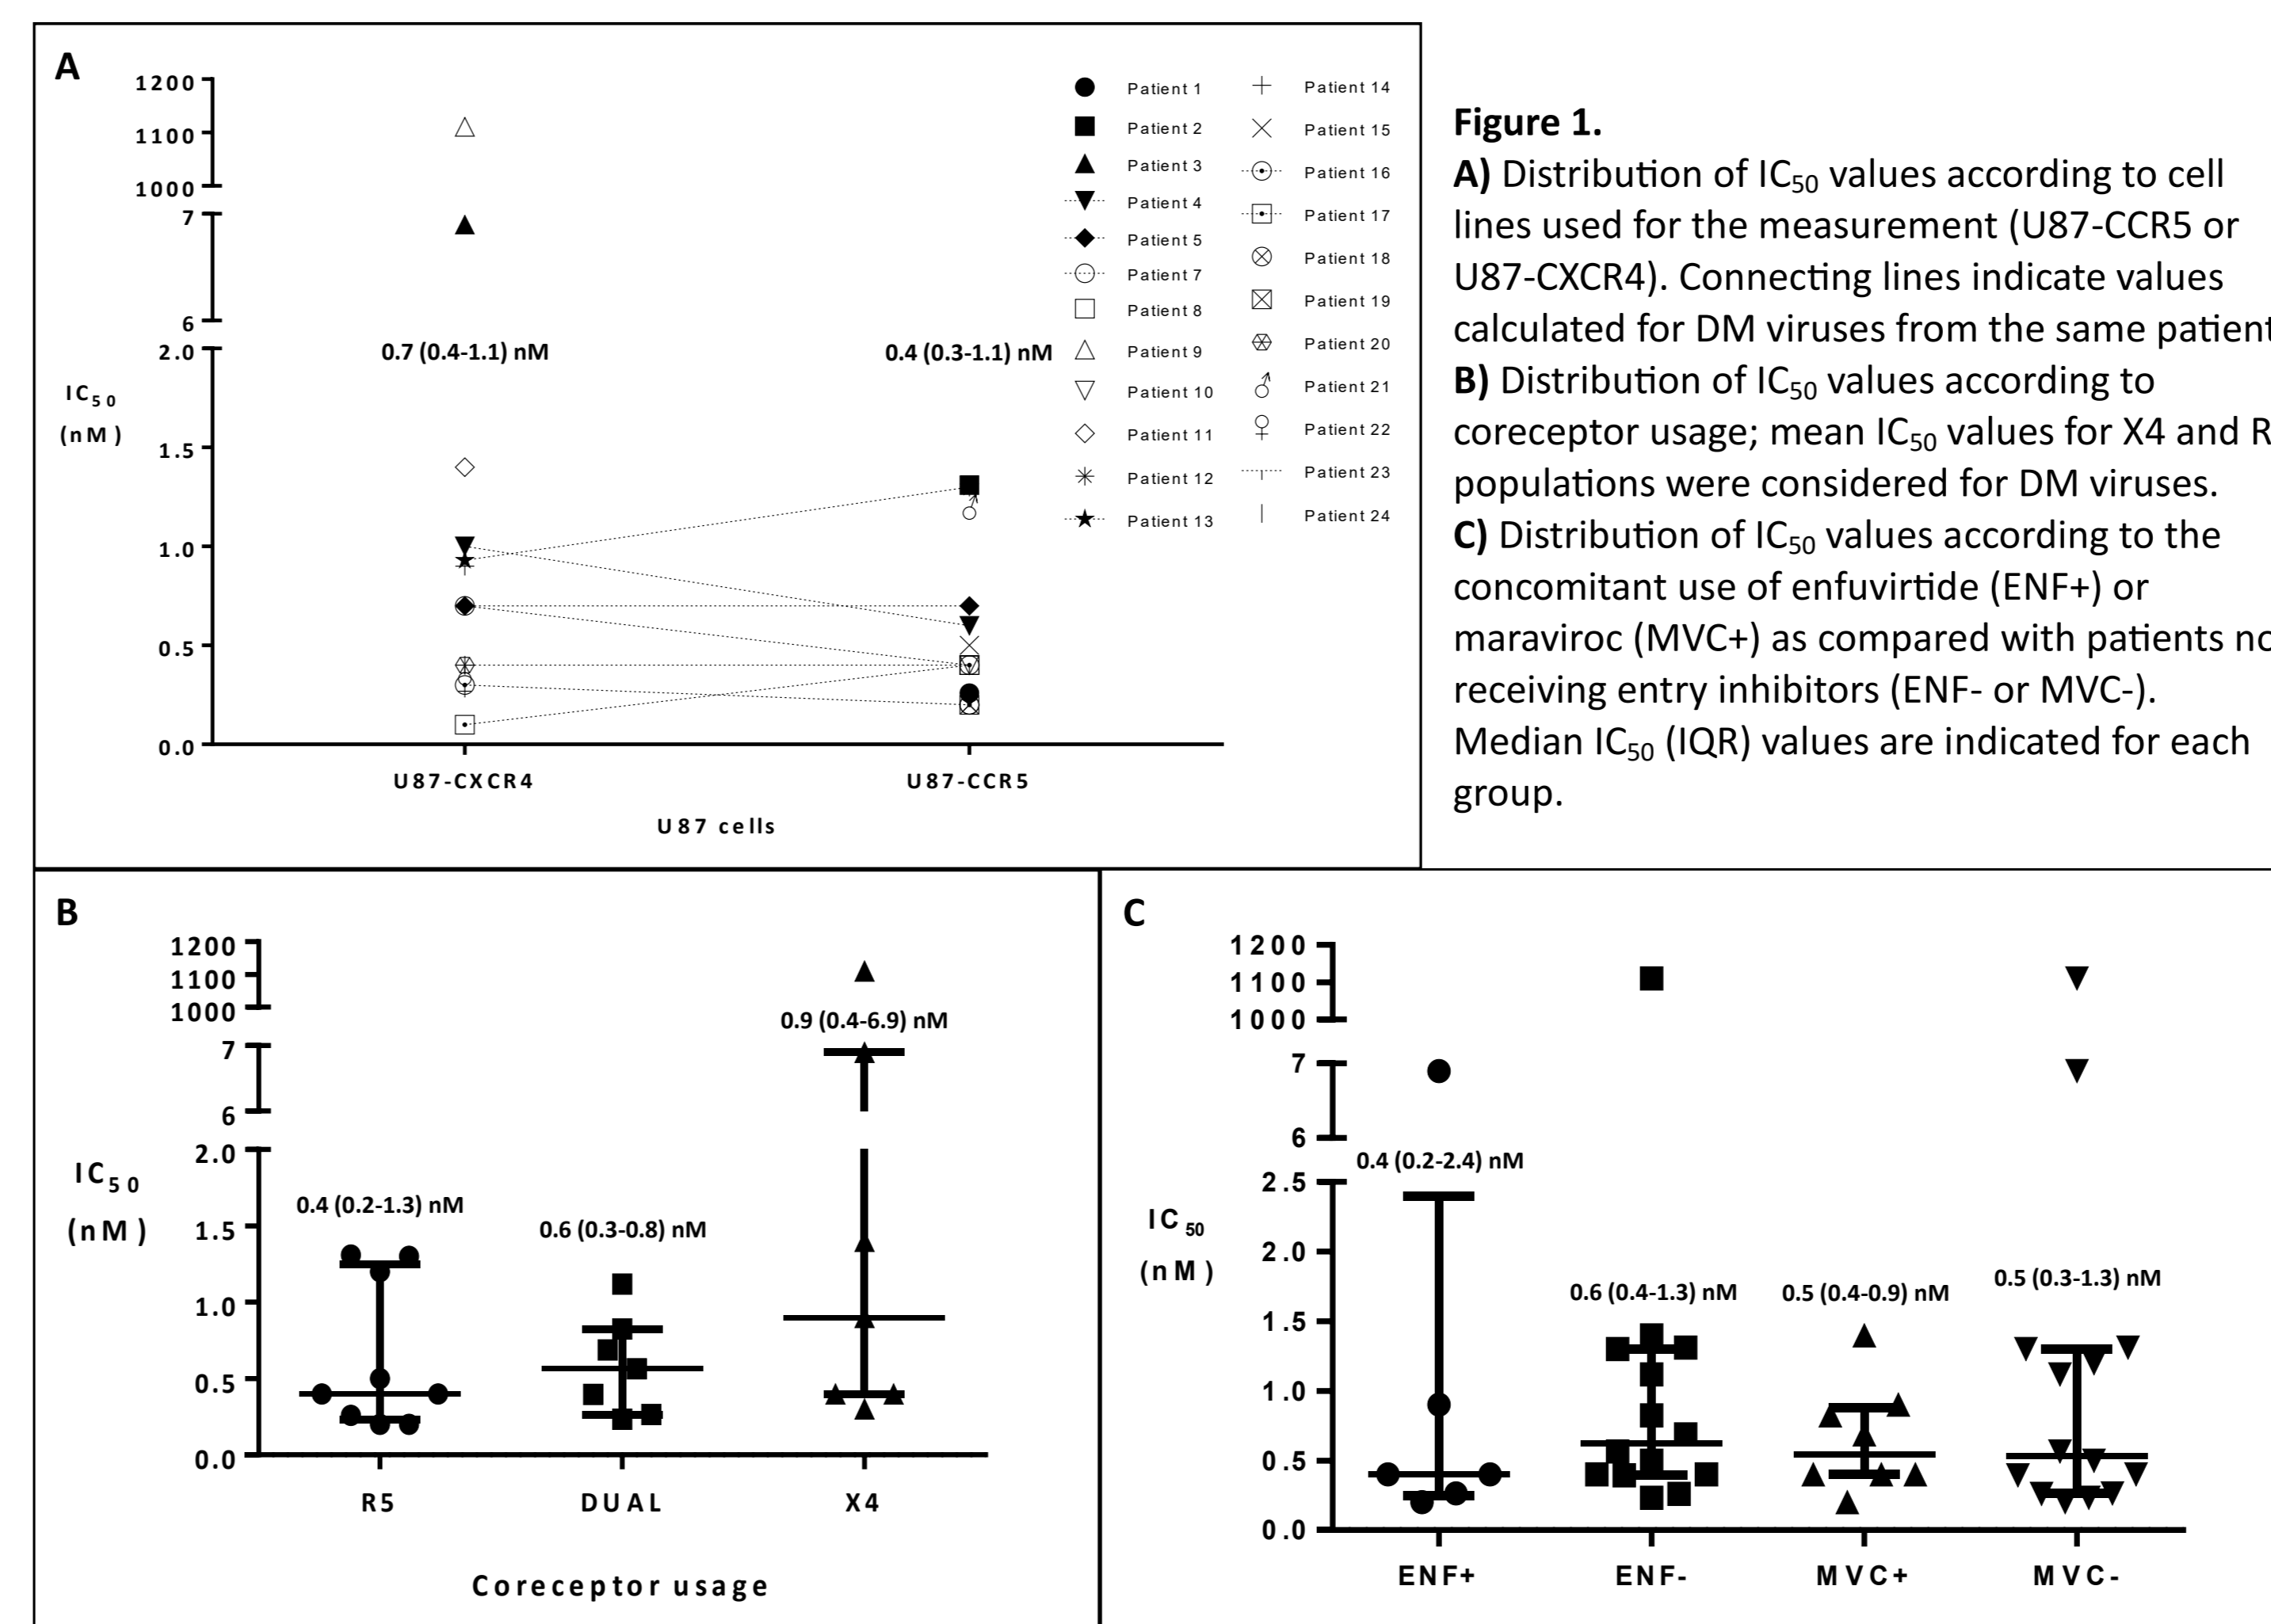 A
1200
1100
1000
7
6
2.0
1.5
1.0
0.5
0.0
IC50
(nM)
0.7 (0.4-1.1) nM
0.4 (0.3-1.1) nM
U87-CXCR4
U87-CCR5
U87 cells
Patient 1
Patient 2
Patient 3
Patient 4
Patient 5
Patient 7
Patient 8
Patient 9
Patient 10
Patient 11
Patient 12
Patient 13
Patient 14
Patient 15
Patient 16
Patient 17
Patient 18
Patient 19
Patient 20
Patient 21
Patient 22
Patient 23
Patient 24
Figure 1.
A) Distribution of IC50 values according to cell
lines used for the measurement (U87-CCR5 or
U87-CXCR4). Connecting lines indicate values
calculated for DM viruses from the same patient
B) Distribution of IC50 values according to
coreceptor usage; mean IC50 values for X4 and R
populations were considered for DM viruses.
C) Distribution of IC50 values according to the
concomitant use of enfuvirtide (ENF+) or
maraviroc (MVC+) as compared with patients no
receiving entry inhibitors (ENF- or MVC-).
Median IC50 (IQR) values are indicated for each
group.
B
1200
1100
1000
7
6
2.0
1.5
1.0
0.5
0.0
IC50
(nM)
0.4 (0.2-1.3) nM
0.6 (0.3-0.8) nM
0.9 (0.4-6.9) nM
R5
DUAL
X4
Coreceptor usage
C
1200
1100
1000
7
6
2.5
2.0
1.5
1.0
0.5
0.0
IC50
(nM)
0.4 (0.2-2.4) nM
0.6 (0.4-1.3) nM
0.5 (0.4-0.9) nM
0.5 (0.3-1.3) nM
ENF+
ENF-
MVC+
MVC-